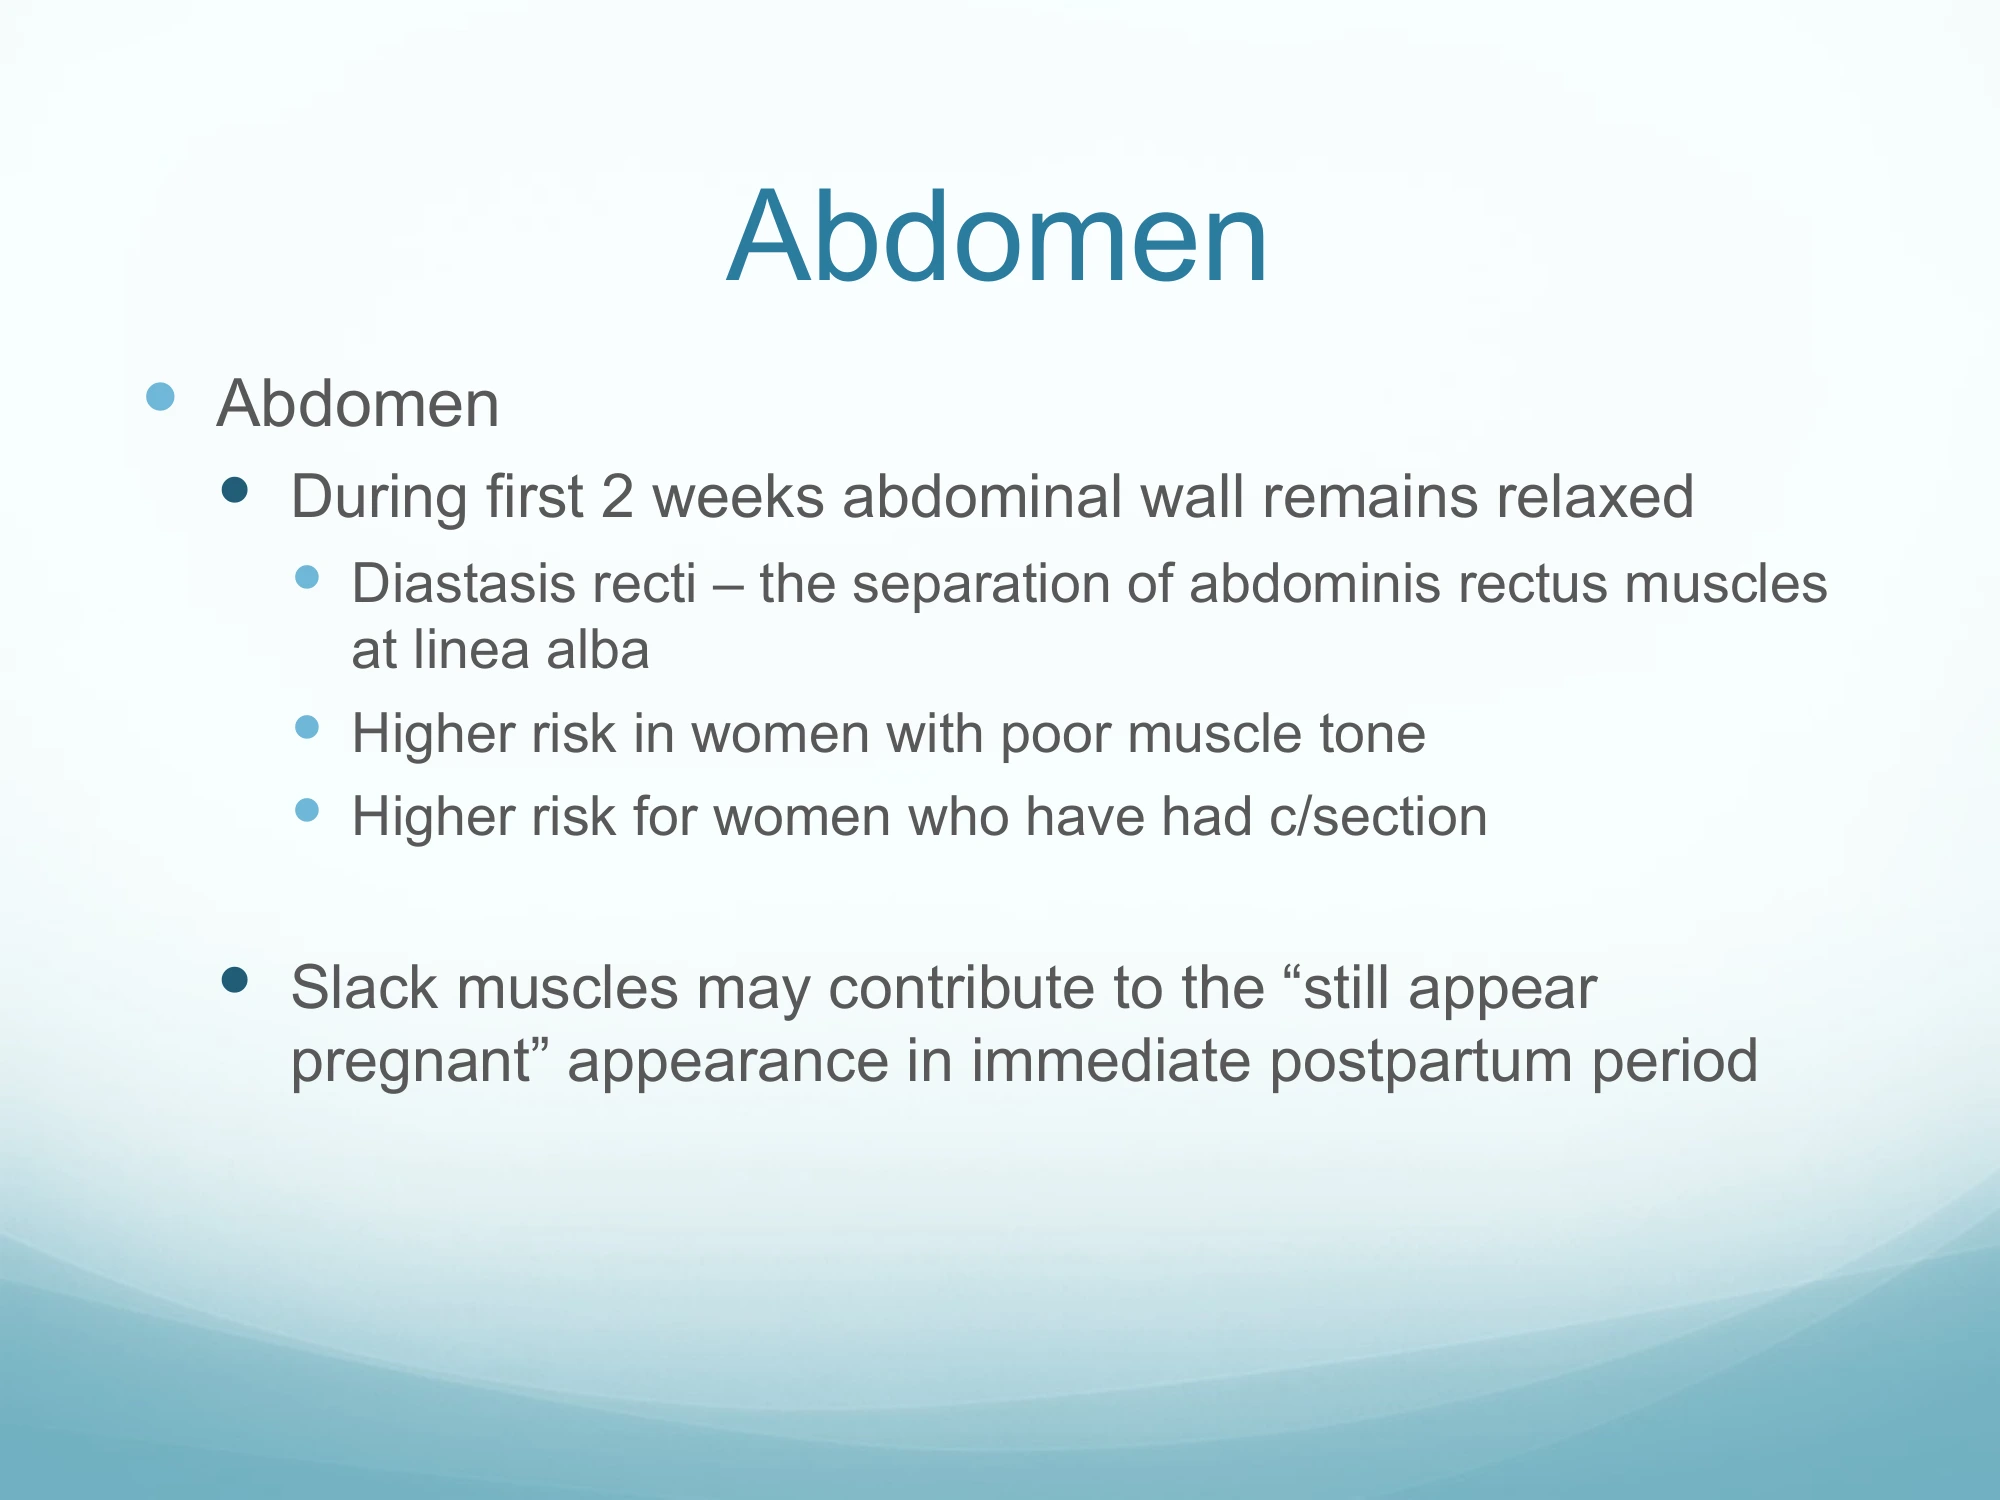 Abdomen
Abdomen
During first 2 weeks abdominal wall remains relaxed
Diastasis recti – the separation of abdominis rectus muscles
at linea alba
Higher risk in women with poor muscle tone
Higher risk for women who have had c/section
Slack muscles may contribute to the “still appear
pregnant” appearance in immediate postpartum period